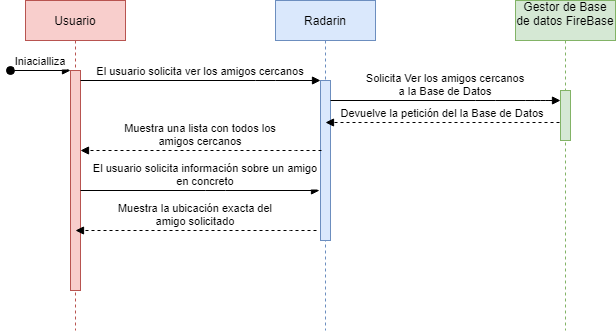 Usuario
Radarin
Gestor de Base
de datos FireBase
Iniacialliza
El usuario solicita ver los amigos cercanos
Solicita Ver los amigos cercanos
a la Base de Datos
Devuelve la petición del la Base de Datos
Muestra una lista con todos los
amigos cercanos
El usuario solicita información sobre un amigo
en concreto
Muestra la ubicación exacta del
amigo solicitado